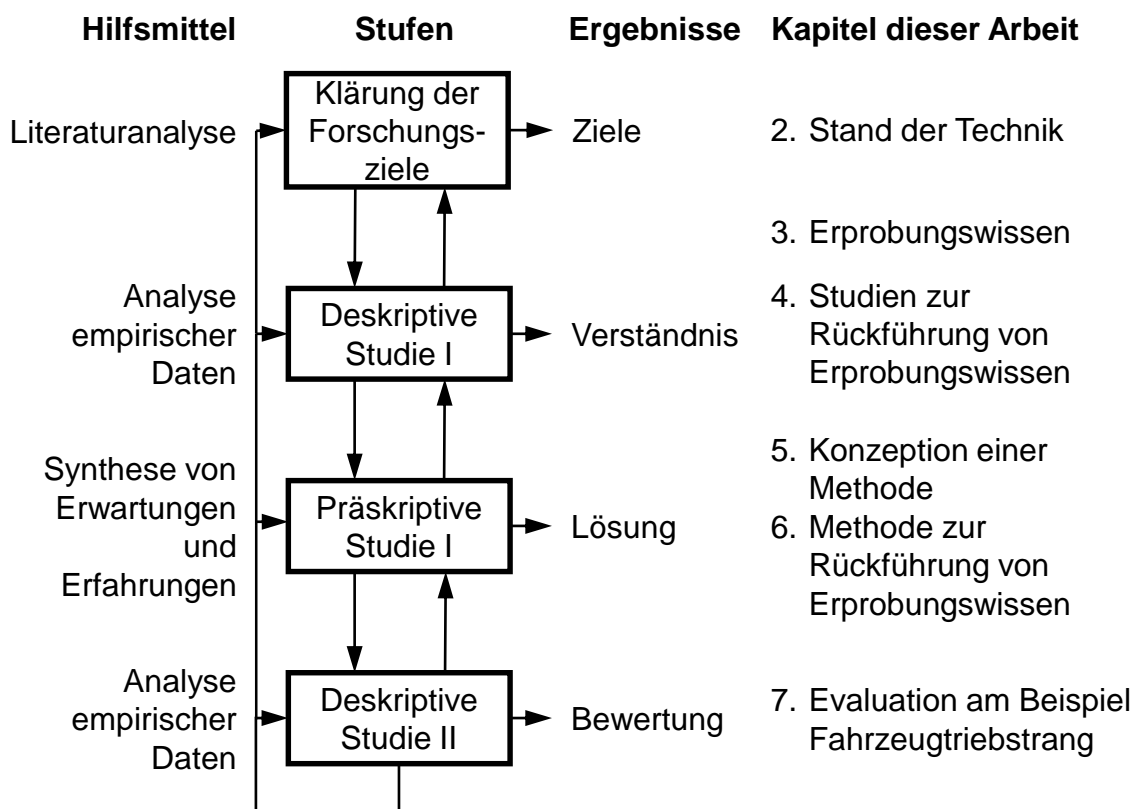 Hilfsmittel Stufen Ergebnisse Kapitel dieser Arbeit
Literaturanalyse
Klärung der
Forschungs-
ziele
Ziele
2. Stand der Technik
3. Erprobungswissen
Analyse
empirischer
Daten
Deskriptive
Studie I
Verständnis
4. Studien zur
Rückführung von
Erprobungswissen
Synthese von
Erwartungen
und
Erfahrungen
Präskriptive
Studie I
Lösung
5. Konzeption einer
Methode
6. Methode zur
Rückführung von
Erprobungswissen
Analyse
empirischer
Daten
Deskriptive
Studie II
Bewertung
7. Evaluation am Beispiel
Fahrzeugtriebstrang